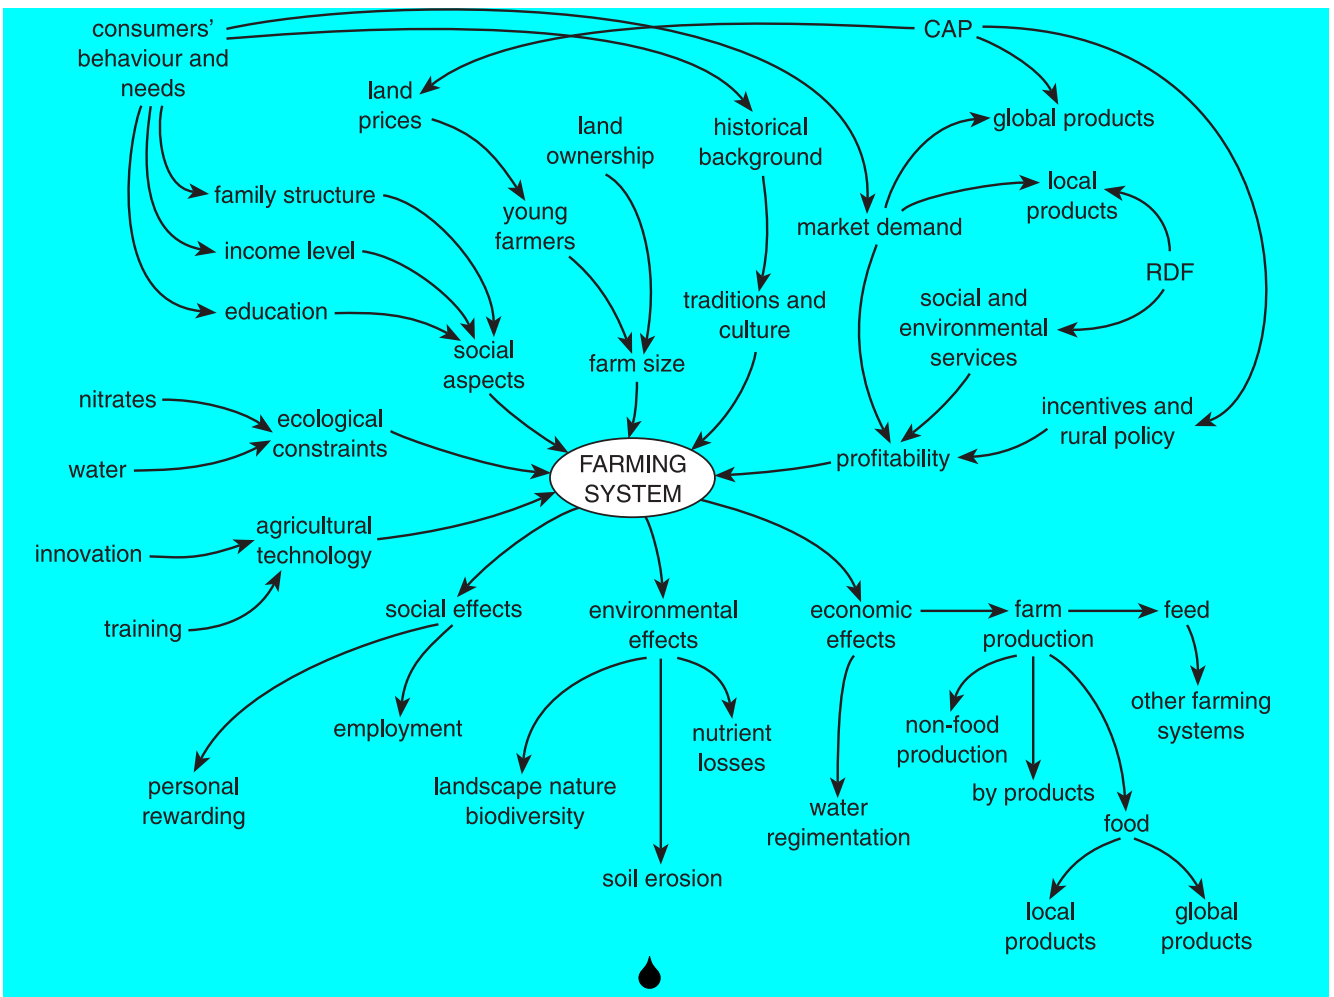 consumers'
behaviour and
needs
CAP
land
prices
land
ownership
historical
background
global products
family structure
young
farmers
market demand
local
products
income level
RDF
education
traditions and
culture
social and
environmental
services
social
aspects
farm size
nitrates
ecological
constraints
incentives and
rural policy
water
FARMING
SYSTEM
profitability
innovation
agricultural
technology
training
social effects
environmental
effects
economic
effects
farm
production
feed
employment
nutrient
losses
non-food
production
other farming
systems
personal
rewarding
landscape nature
biodiversity
water
regimentation
by products
food
soil erosion
local
products
global
products